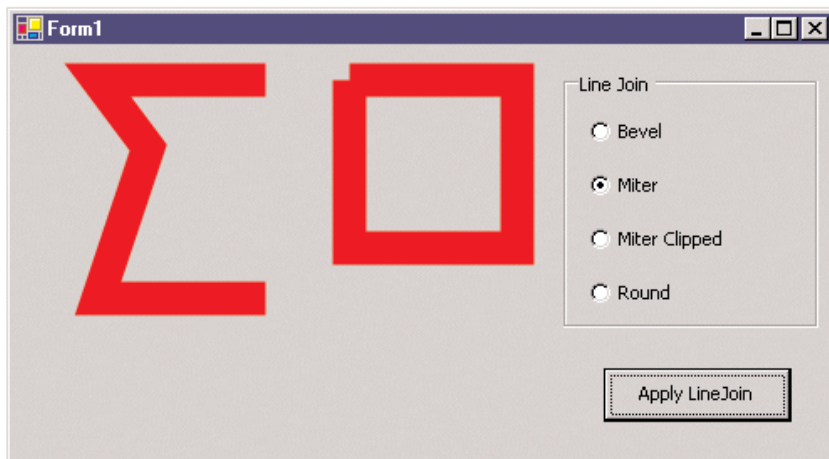 Form1
Line Join
Bevel
Miter
Miter Clipped
Round
Apply LineJoin